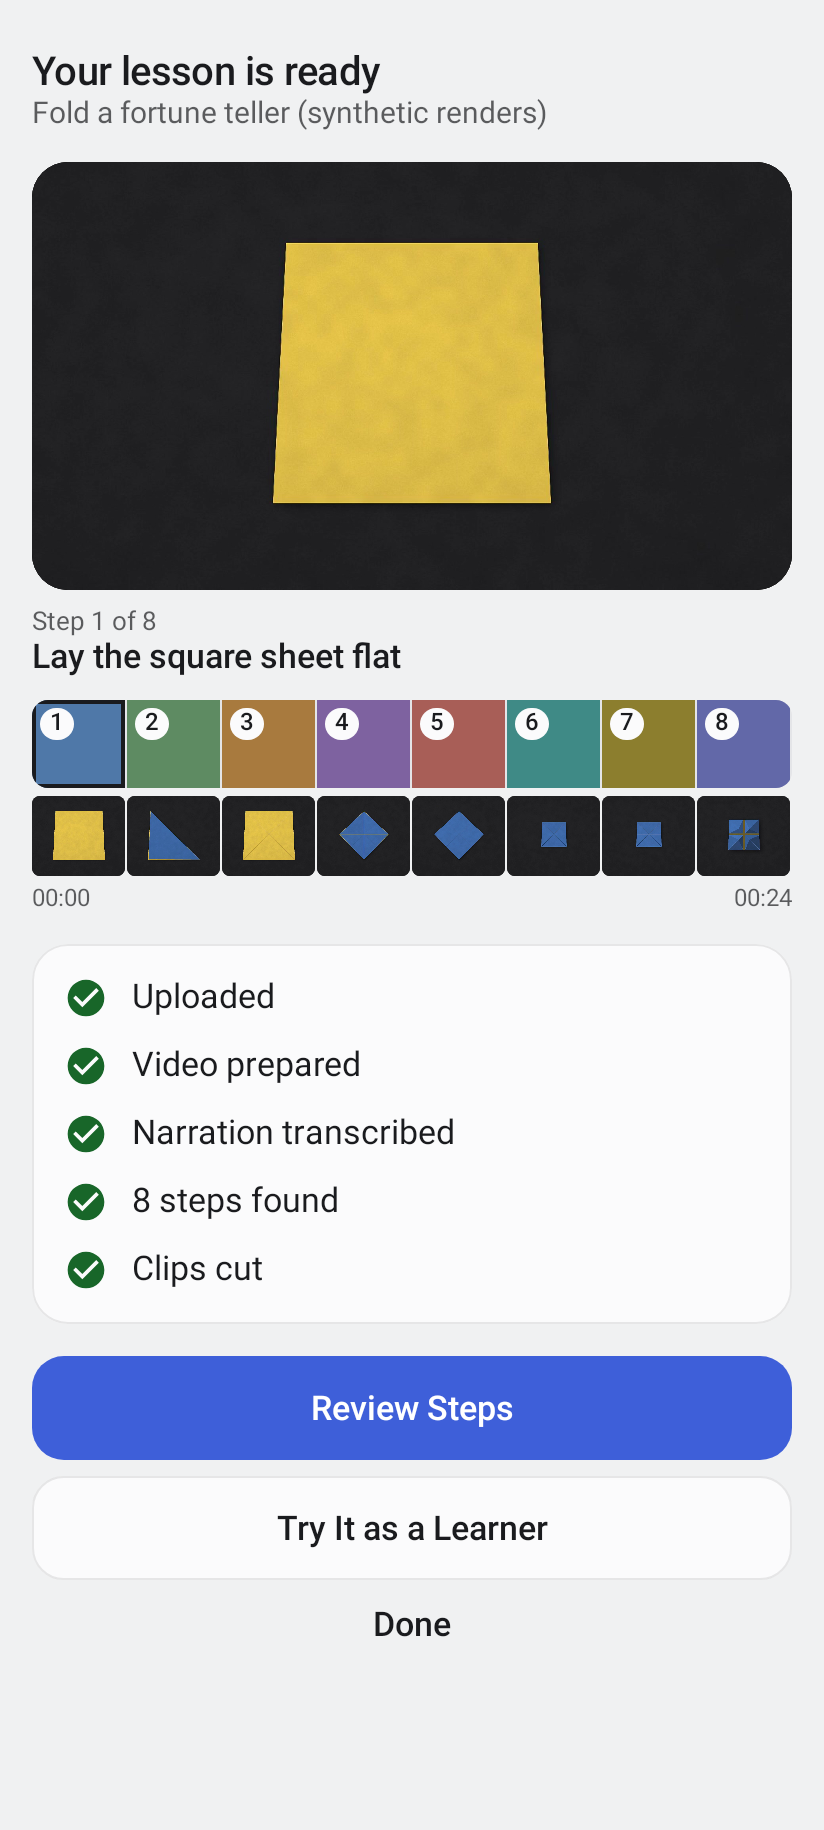 Your lesson is ready
Fold a fortune teller (synthetic renders)
Step 1 of 8
Lay the square sheet flat
1 2 3 4 5 6 7 8
00:00 00:24
Uploaded
Video prepared
Narration transcribed
8 steps found
Clips cut
Review Steps
Try It as a Learner
Done